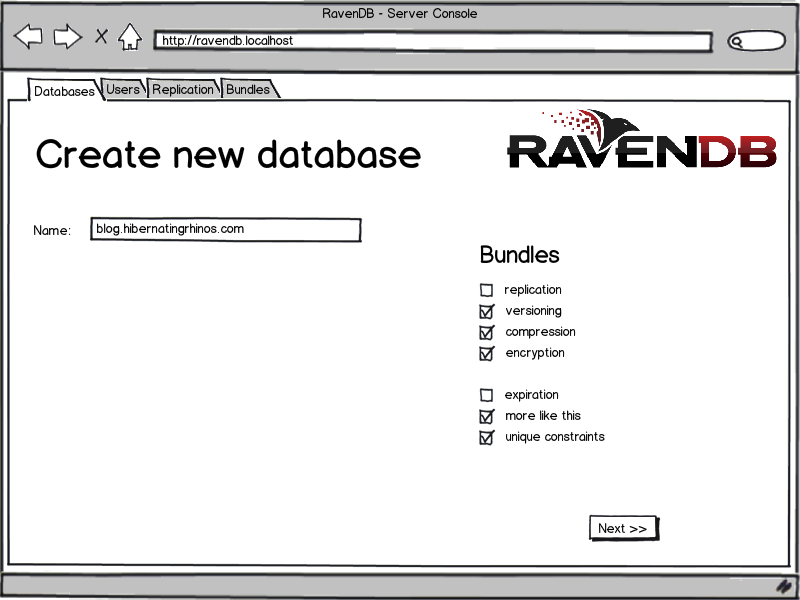 RavenDB - Server Console
X
http://ravendb.localhost
Databases Users Replication Bundles
Create new database
RAVENDB
Name: blog.hibernatingrhinos.com
Bundles
replication
versioning
compression
encryption
expiration
more like this
unique constraints
Next >>